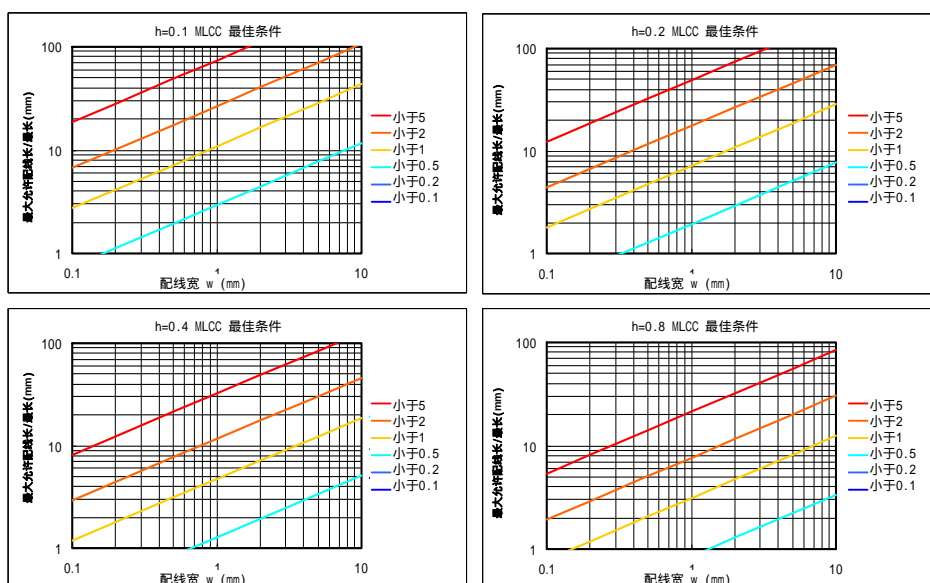 h=0.1 MLCC 最佳条件
最大允许配线长/最长(mm)
100
10
1
0.1
1
10
配线宽 w (mm)
小于5
小于2
小于1
小于0.5
小于0.2
小于0.1
h=0.2 MLCC 最佳条件
最大允许配线长/最长(mm)
100
10
1
0.1
1
10
配线宽 w (mm)
小于5
小于2
小于1
小于0.5
小于0.2
小于0.1
h=0.4 MLCC 最佳条件
最大允许配线长/最长(mm)
100
10
1
0.1
1
10
配线宽 w (mm)
小于5
小于2
小于1
小于0.5
小于0.2
小于0.1
h=0.8 MLCC 最佳条件
最大允许配线长/最长(mm)
100
10
1
0.1
1
10
配线宽 w (mm)
小于5
小于2
小于1
小于0.5
小于0.2
小于0.1